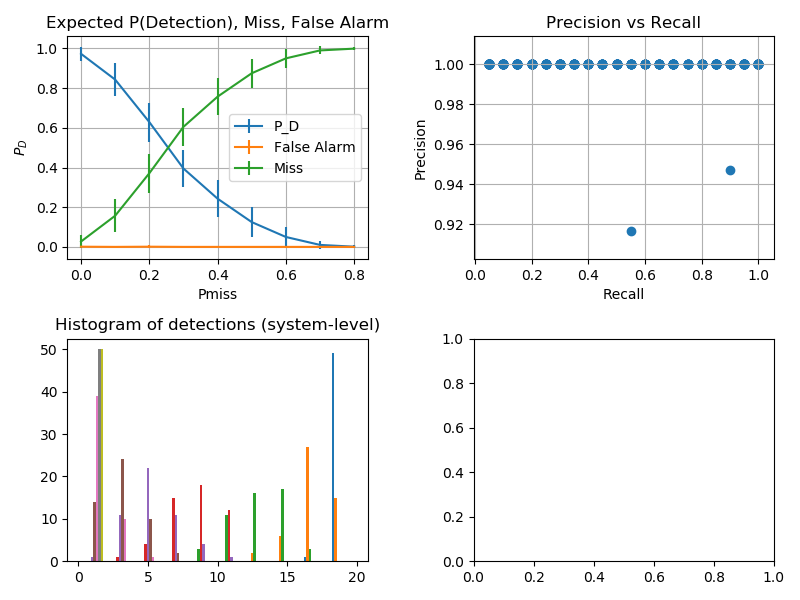 Expected P(Detection), Miss, False Alarm
1.0
0.8
0.6
0.4
0.2
0.0
P_D
P_D
False Alarm
Miss
0.0 0.2 0.4 0.6 0.8
Pmiss
Precision vs Recall
1.00
0.98
0.96
0.94
0.92
Precision
0.0 0.2 0.4 0.6 0.8 1.0
Recall
Histogram of detections (system-level)
50
40
30
20
10
0
0 5 10 15 20
1.0
0.8
0.6
0.4
0.2
0.0
0.0 0.2 0.4 0.6 0.8 1.0